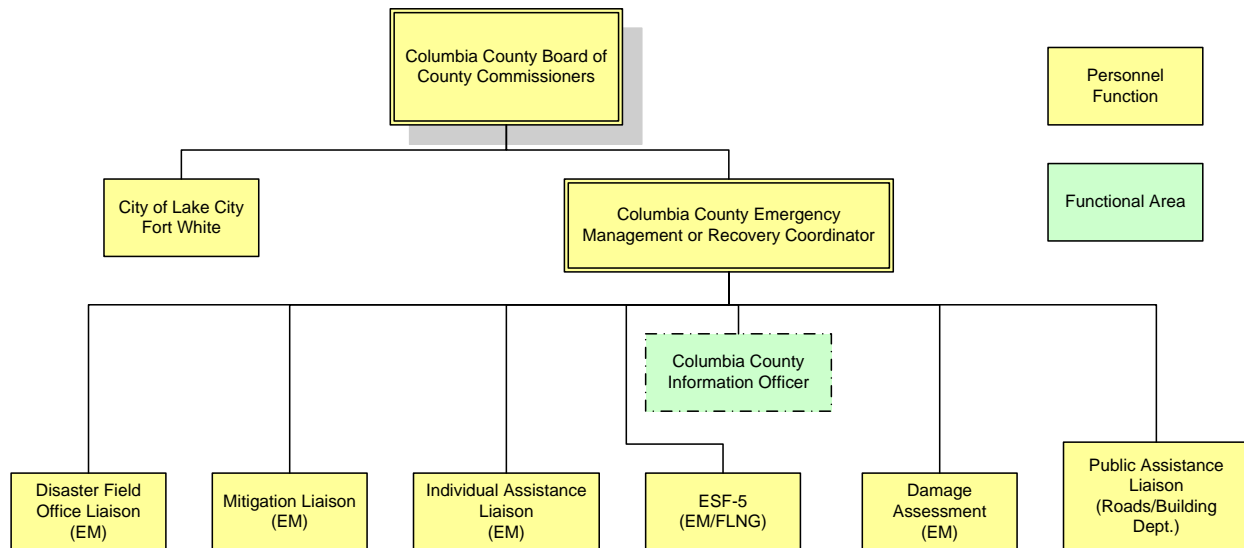 Columbia County Board of
County Commissioners
Personnel
Function
City of Lake City
Fort White
Columbia County Emergency
Management or Recovery Coordinator
Functional Area
Columbia County
Information Officer
Disaster Field
Office Liaison
(EM)
Mitigation Liaison
(EM)
Individual Assistance
Liaison
(EM)
ESF-5
(EM/FLNG)
Damage
Assessment
(EM)
Public Assistance
Liaison
(Roads/Building
Dept.)